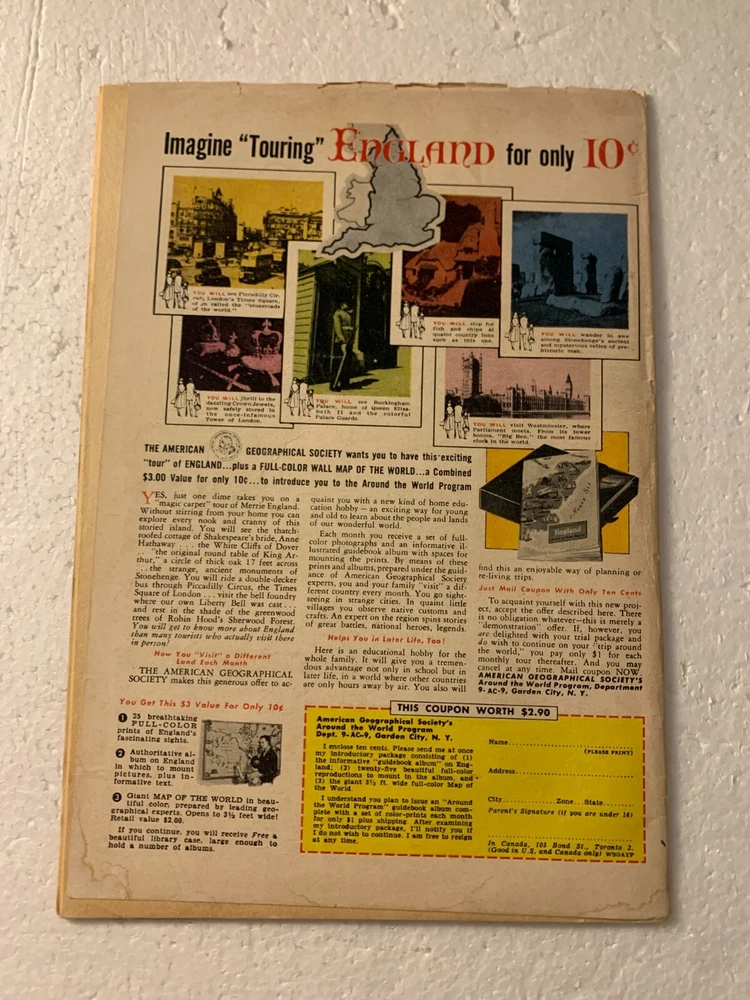 Imagine "Touring" ENGLAND for only 10¢
YOU WILL see Piccadilly Cir-
cus, London's Times Square,
of so called the "crossroads
of the world."
YOU WILL stop for
fish and chips at
quaint country inns
such as this one.
YOU WILL wander in awe
among Stonehenge's ancient
and mysterious relics of pre-
historic man.
YOU WILL thrill to the
dazzling Crown Jewels,
now safely stored in
the once-infamous
Tower of London.
YOU WILL see Buckingham
Palace, home of Queen Eliza-
beth II and the colorful
Palace Guards.
YOU WILL visit Westminster, where
Parliament meets. From its tower
booms, "Big Ben," the most famous
clock in the world.
THE AMERICAN GEOGRAPHICAL SOCIETY wants you to have this exciting
"tour" of ENGLAND...plus a FULL-COLOR WALL MAP OF THE WORLD...a Combined
$3.00 Value for only 10¢...to introduce you to the Around the World Program
YES, just one dime takes you on a
"magic carpet" tour of Merrie England.
Without stirring from your home you can
explore every nook and cranny of this
storied island. You will see the thatch-
roofed cottage of Shakespeare's bride, Anne
Hathaway . . . the White Cliffs of Dover
. . . "the original round table of King Ar-
thur," a circle of thick oak 17 feet across
. . . the strange, ancient monuments of
Stonehenge. You will ride a double-decker
bus through Piccadilly Circus, the Times
Square of London . . . visit the bell foundry
where our own Liberty Bell was cast . . .
and rest in the shade of the greenwood
trees of Robin Hood's Sherwood Forest.
You will get to know more about England
than many tourists who actually visit there
in person!
Now You "Visit" a Different
Land Each Month
THE AMERICAN GEOGRAPHICAL
SOCIETY makes this generous offer to ac-
quaint you with a new kind of home edu-
cation hobby — an exciting way for young
and old to learn about the people and lands
of our wonderful world.
Each month you receive a set of full-
color photographs and an informative il-
lustrated guidebook album with spaces for
mounting the prints. By means of these
prints and albums, prepared under the guid-
ance of American Geographical Society
experts, you and your family "visit" a dif-
ferent country every month. You go sight-
seeing in strange cities. In quaint little
villages you observe native customs and
crafts. An expert on the region spins stories
of great battles, national heroes, legends.
Helps You in Later Life, Too!
Here is an educational hobby for the
whole family. It will give you a tremen-
dous advantage not only in school but in
later life, in a world where other countries
are only hours away by air. You also will
England
find this an enjoyable way of planning or
re-living trips.
Just Mail Coupon With Only Ten Cents
To acquaint yourself with this new proj-
ect, accept the offer described here. There
is no obligation whatever—this is merely a
"demonstration" offer. If, however, you
are delighted with your trial package and
do wish to continue on your "trip around
the world," you pay only $1 for each
monthly tour thereafter. And you may
cancel at any time. Mail coupon NOW.
AMERICAN GEOGRAPHICAL SOCIETY'S
Around the World Program, Department
9-AC-9, Garden City, N. Y.
You Get This $3 Value For Only 10¢
1 25 breathtaking
FULL-COLOR
prints of England's
fascinating sights.
2 Authoritative al-
bum on England
in which to mount
pictures, plus in-
formative text.
3 Giant MAP OF THE WORLD in beau-
tiful color, prepared by leading geo-
graphical experts. Opens to 3½ feet wide!
Retail value $2.00.
If you continue, you will receive Free a
beautiful library case, large enough to
hold a number of albums.
THIS COUPON WORTH $2.90
American Geographical Society's
Around the World Program
Dept. 9-AC-9, Garden City, N. Y.
I enclose ten cents. Please send me at once
my introductory package consisting of (1)
the informative "guidebook album" on Eng-
land; (2) twenty-five beautiful full-color
reproductions to mount in the album, and
(3) the giant 3½ ft. wide full-color Map of
the World.
I understand you plan to issue an "Around
the World Program" guidebook album com-
plete with a set of color-prints each month
for only $1 plus shipping. After examining
my introductory package, I'll notify you if
I do not wish to continue. I am free to resign
at any time.
Name
(PLEASE PRINT)
Address
City Zone State
Parent's Signature (if you are under 16)
In Canada, 105 Bond St., Toronto 2.
(Good in U.S. and Canada only) WBOAYP